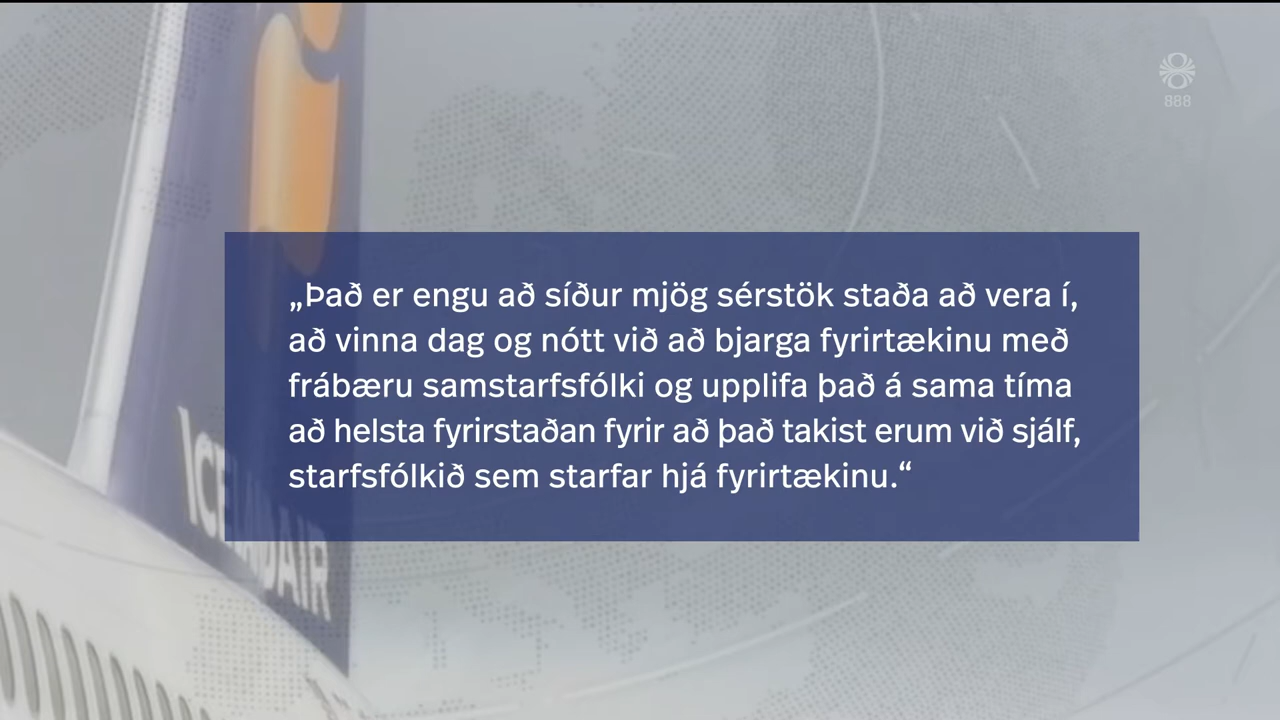 888
„Það er engu að síður mjög sérstök staða að vera í,
að vinna dag og nótt við að bjarga fyrirtækinu með
frábæru samstarfsfólki og upplifa það á sama tíma
að helsta fyrirstaðan fyrir að það takist erum við sjálf,
starfsfólkið sem starfar hjá fyrirtækinu.“
ICELANDAIR